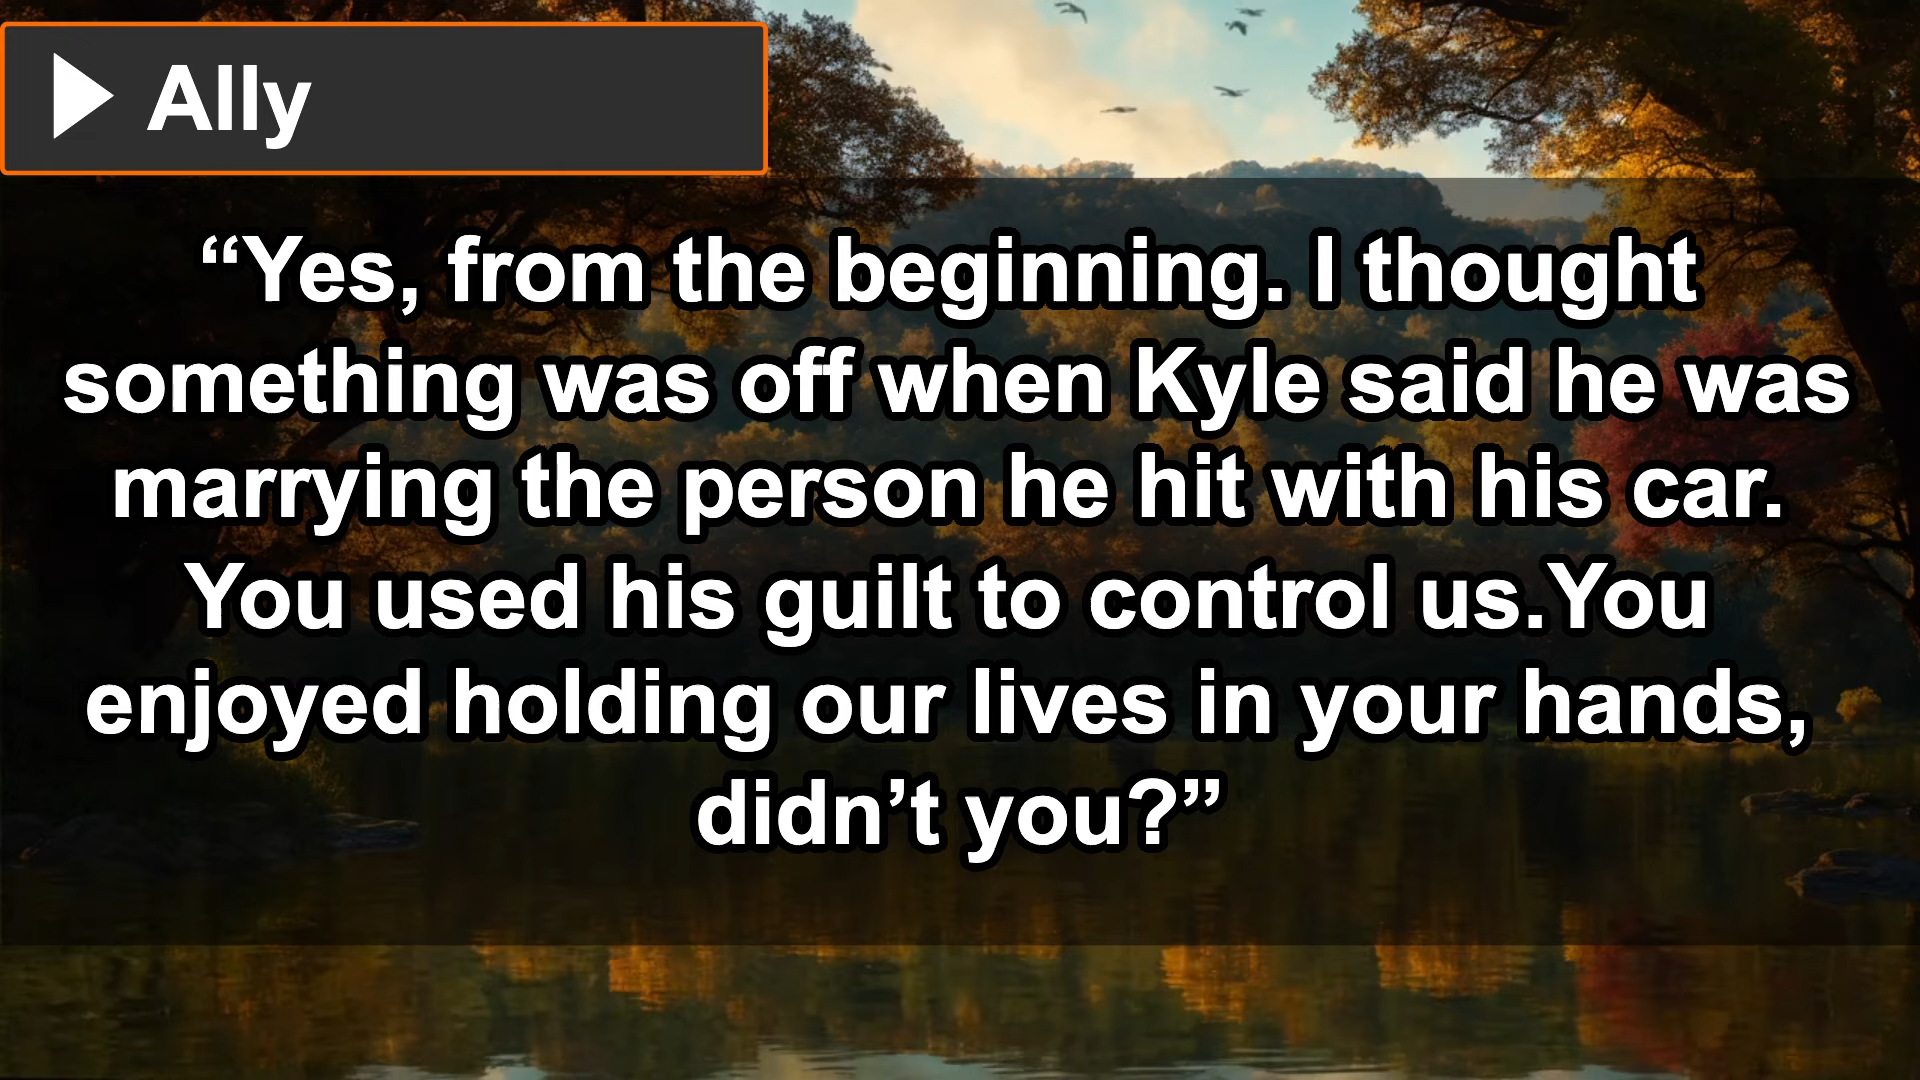 Ally
“Yes, from the beginning. I thought
something was off when Kyle said he was
marrying the person he hit with his car.
You used his guilt to control us.You
enjoyed holding our lives in your hands,
didn’t you?”